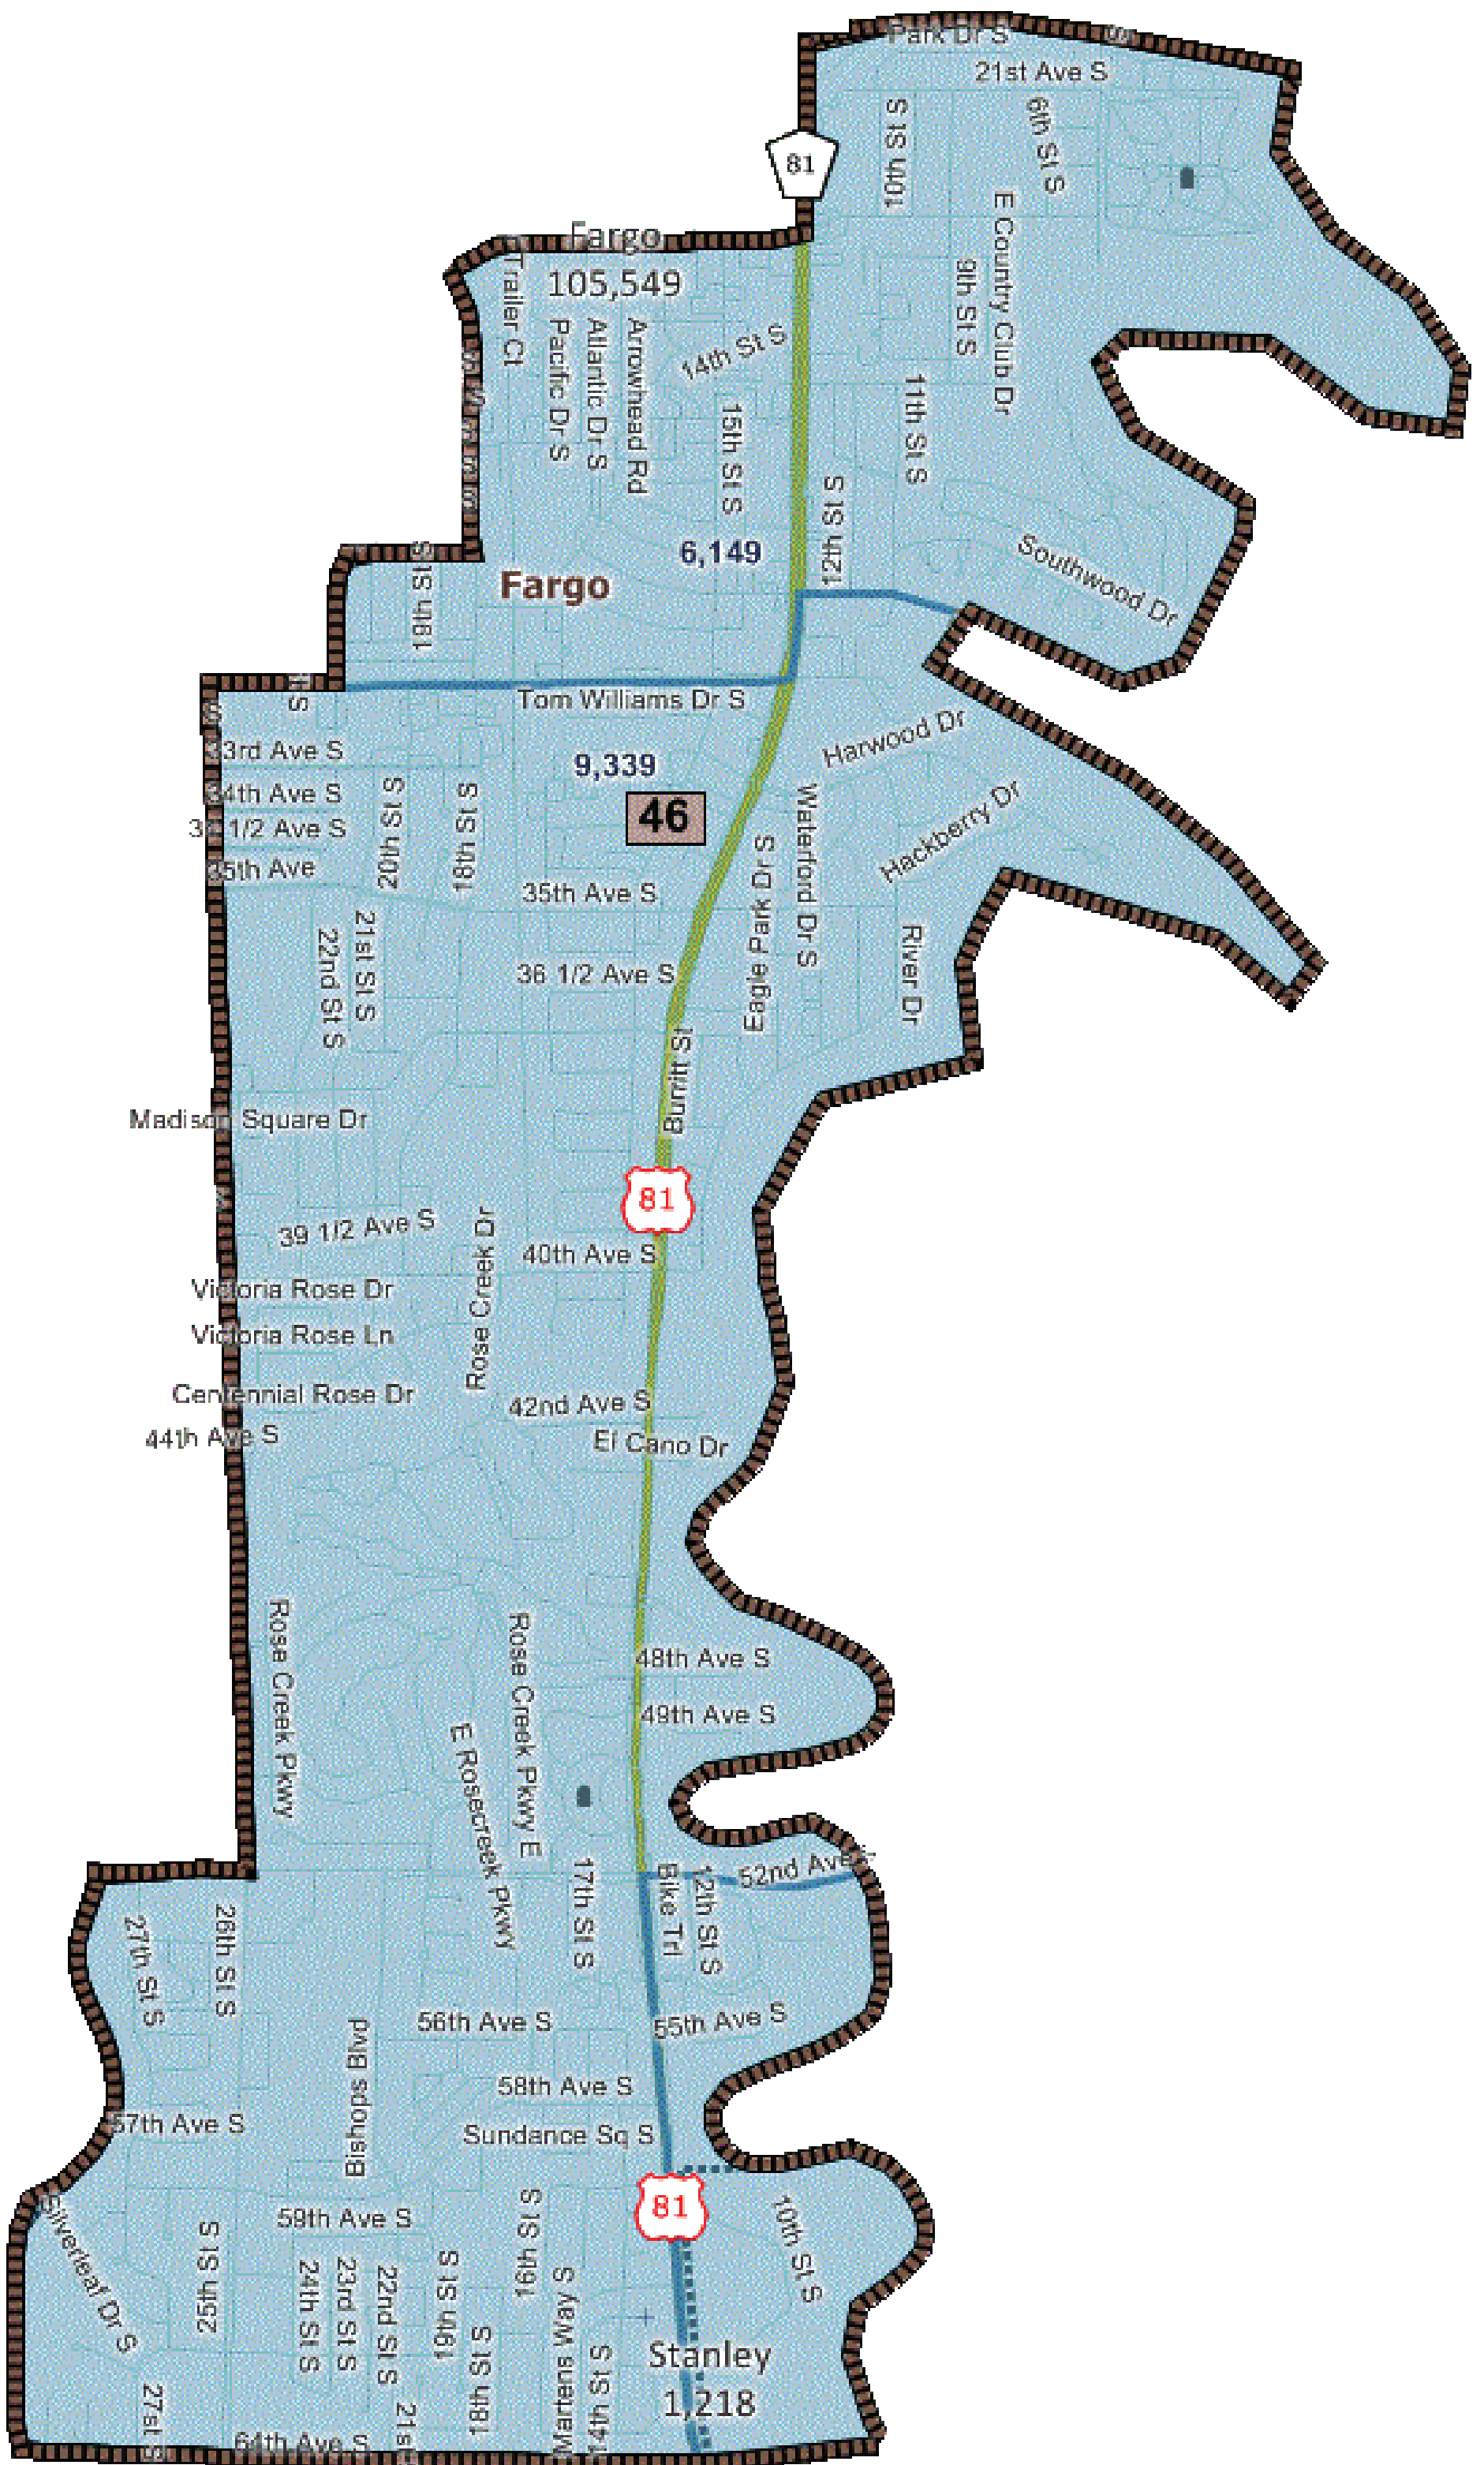 Park Dr S
21st Ave S
10th St S
6th St S
81
E Country Club Dr
Fargo
105,549
Trailer Ct
9th St S
Pacific Dr S
Atlantic Dr S
Arrowhead Rd
14th St S
15th St S
11th St S
12th St S
6,149
Southwood Dr
19th St S
Fargo
Tom Williams Dr S
33rd Ave S
Harwood Dr
9,339
34th Ave S
46
Hackberry Dr
1/2 Ave S
20th St S
18th St S
Waterford Dr S
35th Ave
35th Ave S
Eagle Park Dr S
22nd St S
21st St S
River Dr
36 1/2 Ave S
Burritt St
Madison Square Dr
81
39 1/2 Ave S
Rose Creek Dr
40th Ave S
Victoria Rose Dr
Victoria Rose Ln
Centennial Rose Dr
42nd Ave S
44th Ave S
El Cano Dr
Rose Creek Pkwy
Rose Creek Pkwy E
48th Ave S
49th Ave S
E Rosecreek Pkwy
52nd Ave
17th St S
Bike Trl
12th St S
27th St S
26th St S
56th Ave S
55th Ave S
Bishops Blvd
58th Ave S
57th Ave S
Sundance Sq S
81
Silverleaf Dr S
59th Ave S
16th St S
10th St S
25th St S
24th St S
23rd St S
22nd St S
19th St S
18th St S
Martens Way S
14th St S
Stanley
1,218
27st S
64th Ave S
21st